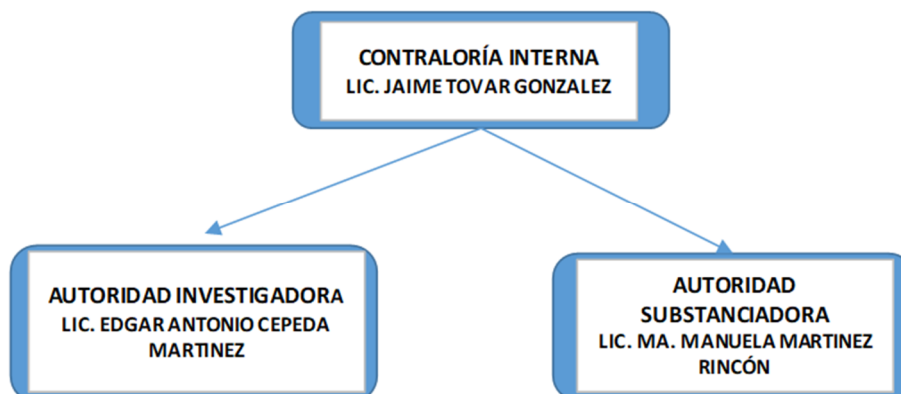 CONTRALORÍA INTERNA
LIC. JAIME TOVAR GONZALEZ
AUTORIDAD INVESTIGADORA
LIC. EDGAR ANTONIO CEPEDA
MARTINEZ
AUTORIDAD
SUBSTANCIADORA
LIC. MA. MANUELA MARTINEZ
RINCÓN